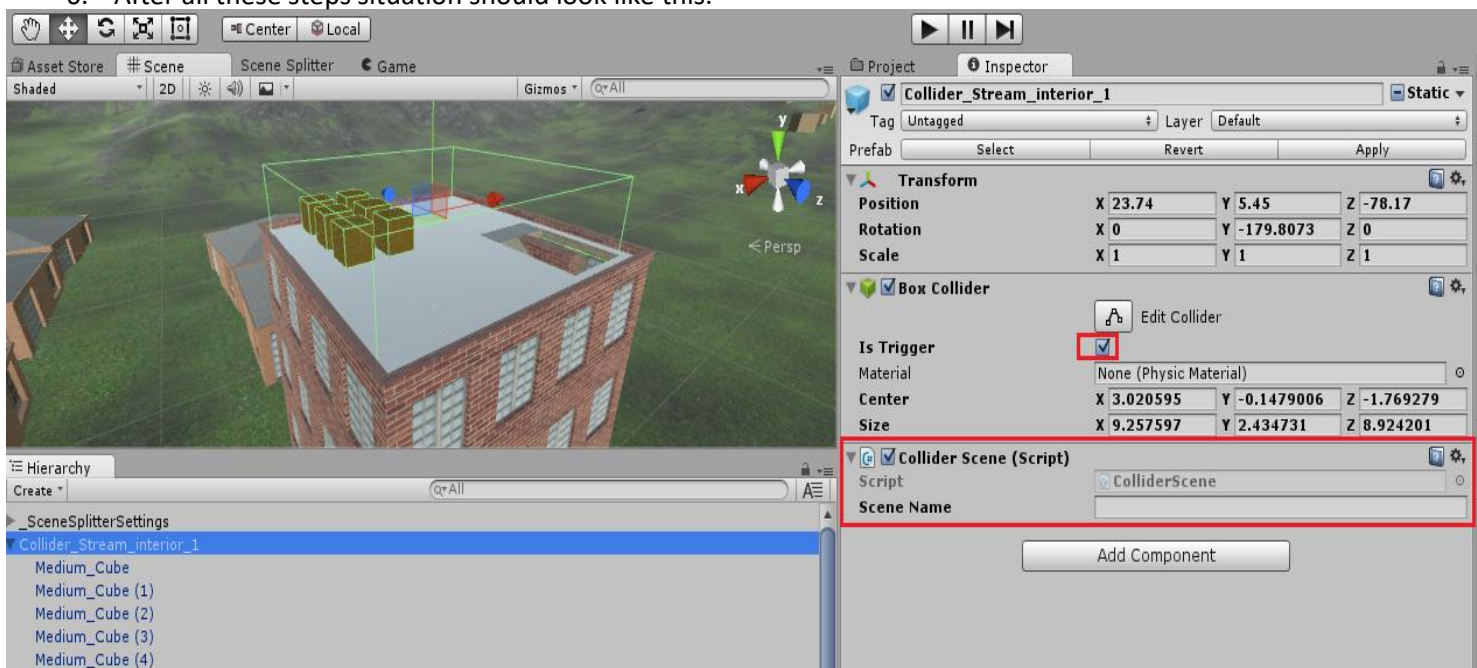 6. After all these steps situation should look like this:
Center Local
Asset Store Scene Scene Splitter Game
Shaded 2D Gizmos All
y
x
z
Persp
Hierarchy
Create All
_SceneSplitterSettings
Collider_Stream_interior_1
Medium_Cube
Medium_Cube (1)
Medium_Cube (2)
Medium_Cube (3)
Medium_Cube (4)
Project Inspector
Collider_Stream_interior_1 Static
Tag Untagged Layer Default
Prefab Select Revert Apply
Transform
Position X 23.74 Y 5.45 Z -78.17
Rotation X 0 Y -179.8073 Z 0
Scale X 1 Y 1 Z 1
Box Collider
Edit Collider
Is Trigger
Material None (Physic Material)
Center X 3.020595 Y -0.1479006 Z -1.769279
Size X 9.257597 Y 2.434731 Z 8.924201
Collider Scene (Script)
Script ColliderScene
Scene Name
Add Component